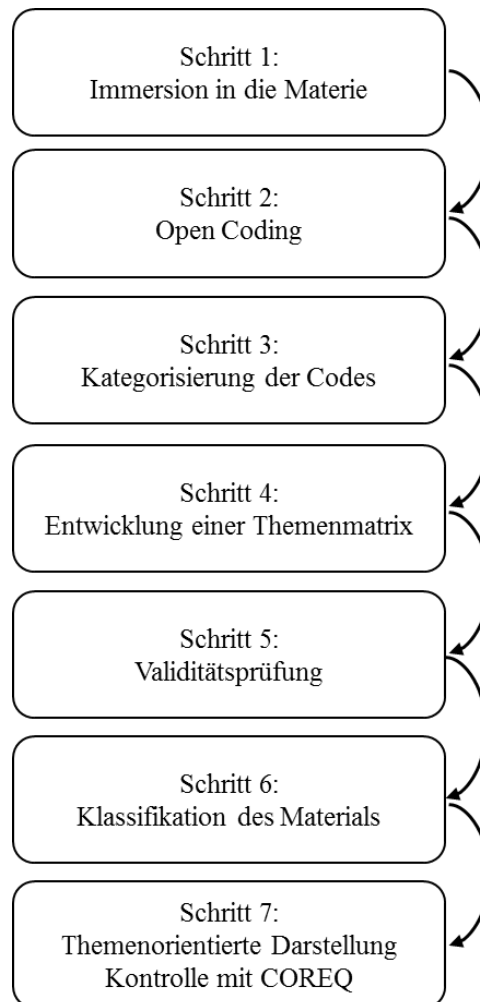 Schritt 1:
Immersion in die Materie
Schritt 2:
Open Coding
Schritt 3:
Kategorisierung der Codes
Schritt 4:
Entwicklung einer Themenmatrix
Schritt 5:
Validitätsprüfung
Schritt 6:
Klassifikation des Materials
Schritt 7:
Themenorientierte Darstellung
Kontrolle mit COREQ